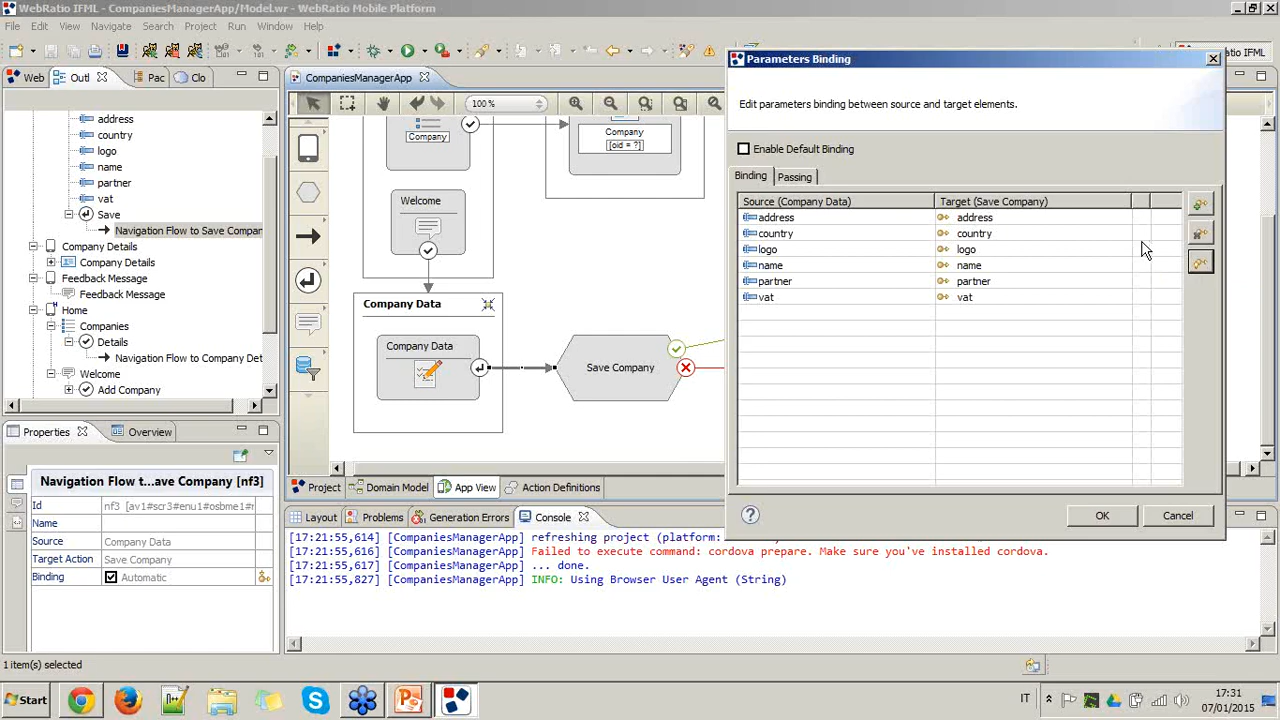 WebRatio IFML - CompaniesManagerApp/Model.wr - WebRatio Mobile Platform
File Edit View Navigate Search Project Run Window Help
Web Outl Pac Clo
CompaniesManagerApp
io IFML
100 %
address
country
logo
name
partner
vat
Save
Navigation Flow to Save Compan
Company Details
Company Details
Feedback Message
Feedback Message
Home
Companies
Details
Navigation Flow to Company Det
Welcome
Add Company
Company
Company
[oid = ?]
Welcome
Company Data
Company Data
Save Company
Project Domain Model App View Action Definitions
Parameters Binding
Edit parameters binding between source and target elements.
Enable Default Binding
Binding Passing
Source (Company Data) Target (Save Company)
address address
country country
logo logo
name name
partner partner
vat vat
? OK Cancel
Properties Overview
Navigation Flow t...ave Company [nf3]
Id nf3 [av1#scr3#enu1#osbme1#r
Name
Source Company Data
Target Action Save Company
Binding Automatic
Layout Problems Generation Errors Console
[17:21:55,614] [CompaniesManagerApp] refreshing project (platform:
[17:21:55,616] [CompaniesManagerApp] Failed to execute command: cordova prepare. Make sure you've installed cordova.
[17:21:55,617] [CompaniesManagerApp] ... done.
[17:21:55,827] [CompaniesManagerApp] INFO: Using Browser User Agent (String)
1 item(s) selected
Start
IT
17:31
07/01/2015